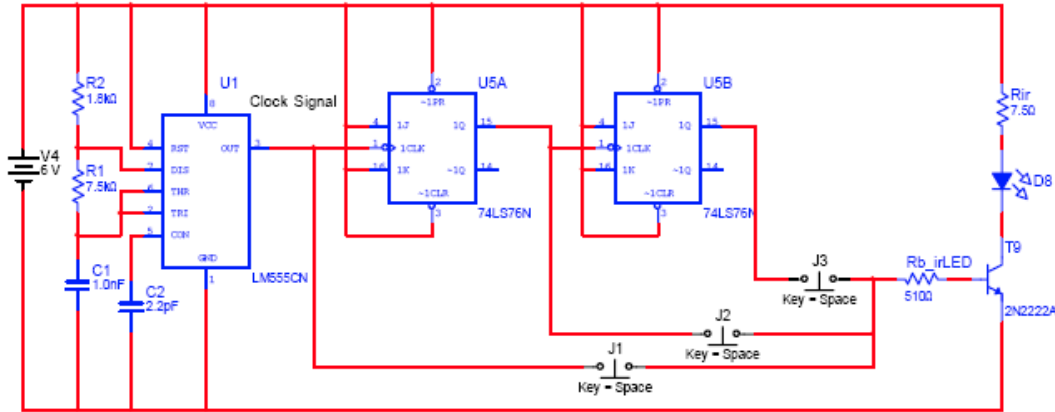 V4
6 V
R2
1.8kΩ
R1
7.5kΩ
C1
1.0nF
C2
2.2pF
U1
8
VCC
4 RST OUT 3
7 DIS
6 THR
2 TRI
5 CON
GND
1
LM555CN
Clock Signal
U5A
2
~1PR
4 1J 1Q 15
1 1CLK
16 1K ~1Q 14
~1CLR
3
74LS76N
U5B
2
~1PR
4 1J 1Q 15
1 1CLK
16 1K ~1Q 14
~1CLR
3
74LS76N
J3
Key = Space
J2
Key = Space
J1
Key = Space
Rb_irLED
510Ω
Rir
7.5Ω
D8
T9
2N2222A